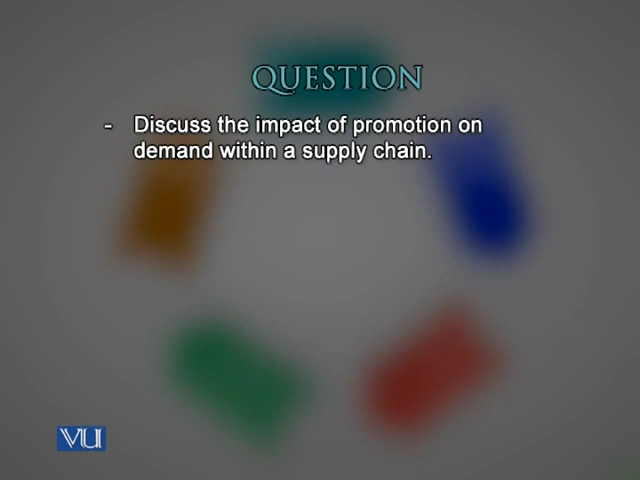 QUESTION
- Discuss the impact of promotion on
demand within a supply chain.
VU